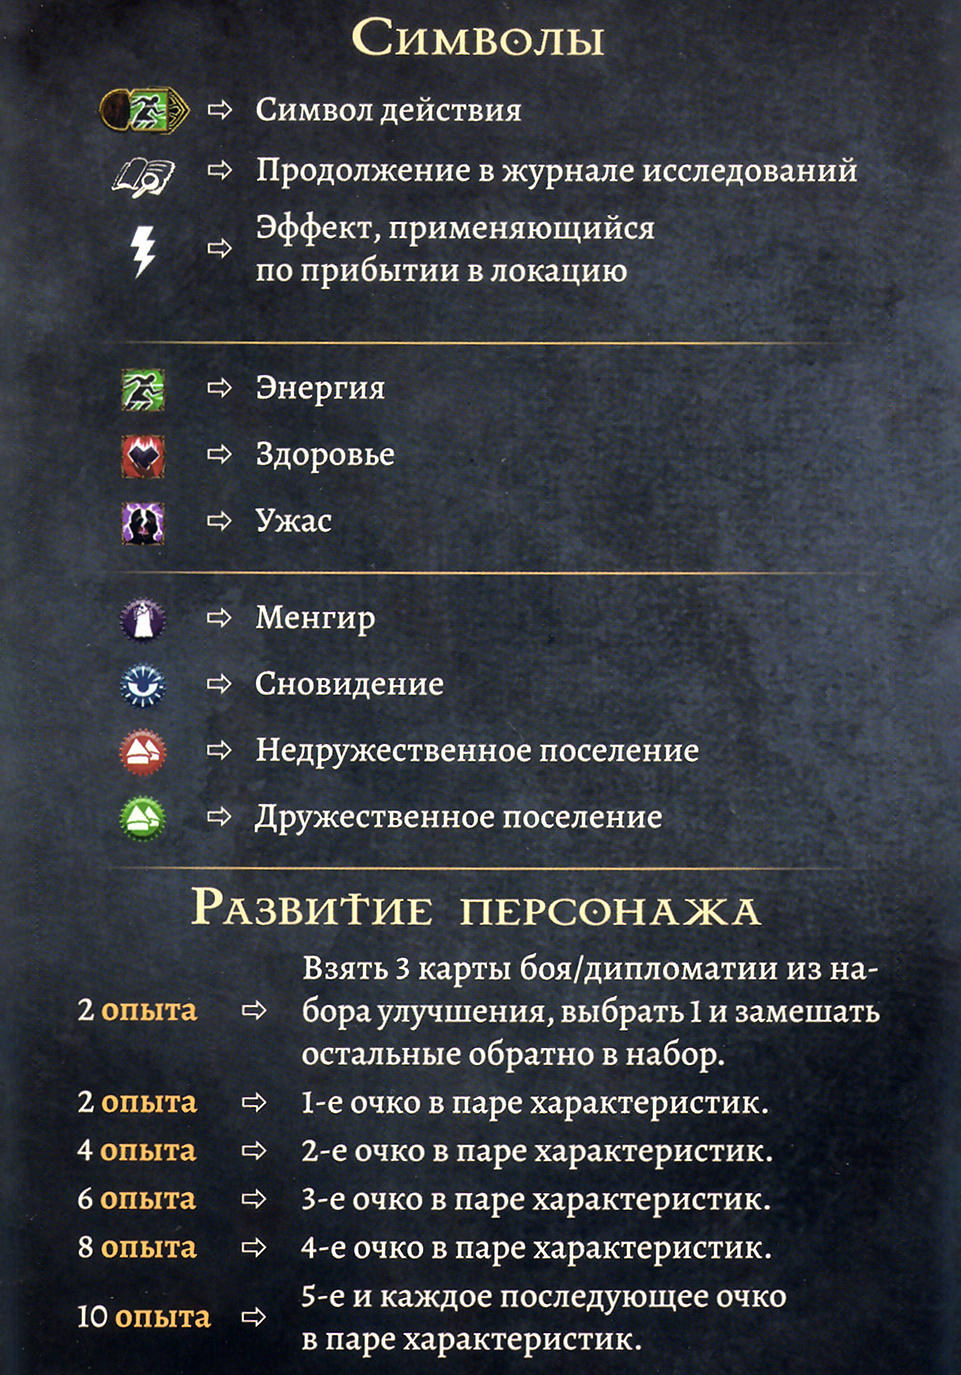 Символы
⇨ Символ действия
⇨ Продолжение в журнале исследований
⇨ Эффект, применяющийся
по прибытии в локацию
⇨ Энергия
⇨ Здоровье
⇨ Ужас
⇨ Менгир
⇨ Сновидение
⇨ Недружественное поселение
⇨ Дружественное поселение
Развитие персонажа
2 опыта ⇨ Взять 3 карты боя/дипломатии из на-
бора улучшения, выбрать 1 и замешать
остальные обратно в набор.
2 опыта ⇨ 1-е очко в паре характеристик.
4 опыта ⇨ 2-е очко в паре характеристик.
6 опыта ⇨ 3-е очко в паре характеристик.
8 опыта ⇨ 4-е очко в паре характеристик.
10 опыта ⇨ 5-е и каждое последующее очко
в паре характеристик.